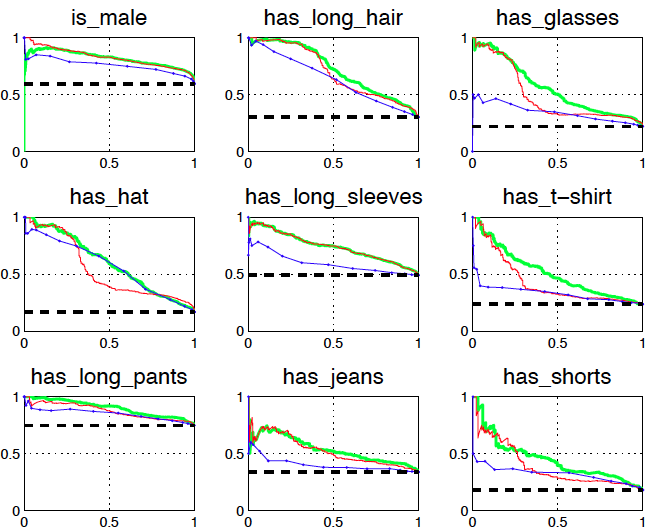 is_male has_long_hair has_glasses
1 1 1
0.5 0.5 0.5
0 0 0
0 0.5 1 0 0.5 1 0 0.5 1
has_hat has_long_sleeves has_t-shirt
1 1 1
0.5 0.5 0.5
0 0 0
0 0.5 1 0 0.5 1 0 0.5 1
has_long_pants has_jeans has_shorts
1 1 1
0.5 0.5 0.5
0 0 0
0 0.5 1 0 0.5 1 0 0.5 1